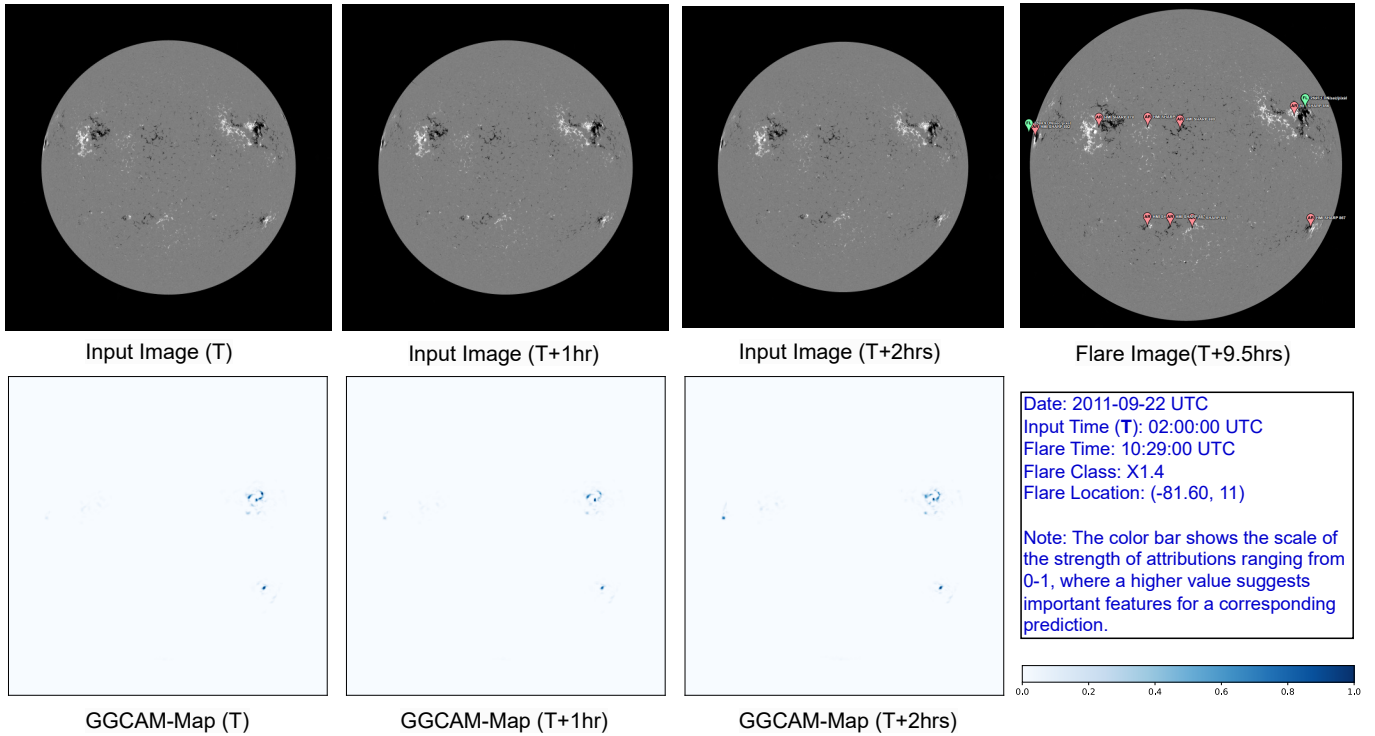 Input Image (T)
Input Image (T+1hr)
Input Image (T+2hrs)
Flare Image(T+9.5hrs)
Date: 2011-09-22 UTC
Input Time (T): 02:00:00 UTC
Flare Time: 10:29:00 UTC
Flare Class: X1.4
Flare Location: (-81.60, 11)
Note: The color bar shows the scale of
the strength of attributions ranging from
0-1, where a higher value suggests
important features for a corresponding
prediction.
0.0 0.2 0.4 0.6 0.8 1.0
GGCAM-Map (T)
GGCAM-Map (T+1hr)
GGCAM-Map (T+2hrs)